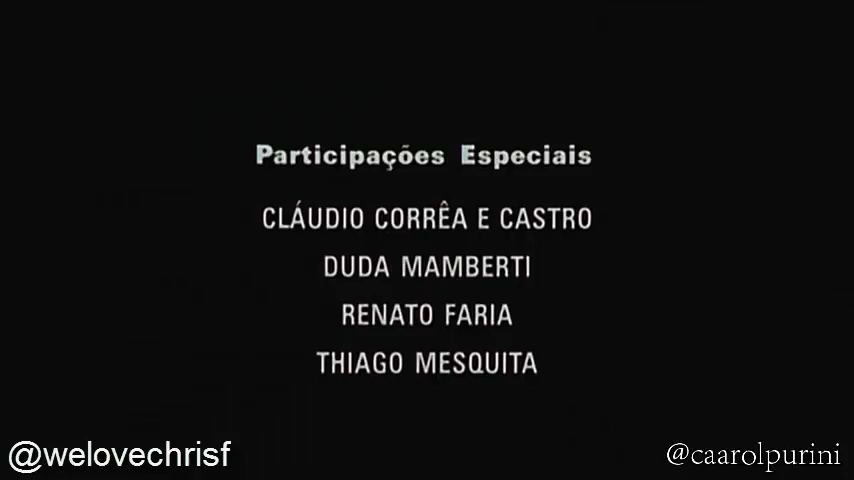 Participações Especiais
CLÁUDIO CORRÊA E CASTRO
DUDA MAMBERTI
RENATO FARIA
THIAGO MESQUITA
@welovechrisf
@caarolpurini